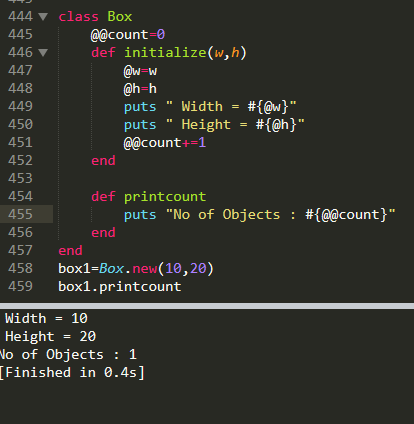 444 ▼ class Box
445     @@count=0
446 ▼     def initialize(w,h)
447         @w=w
448         @h=h
449         puts " Width = #{@w}"
450         puts " Height = #{@h}"
451         @@count+=1
452     end
453
454     def printcount
455         puts "No of Objects : #{@@count}"
456     end
457 end
458 box1=Box.new(10,20)
459 box1.printcount
 Width = 10
 Height = 20
No of Objects : 1
[Finished in 0.4s]